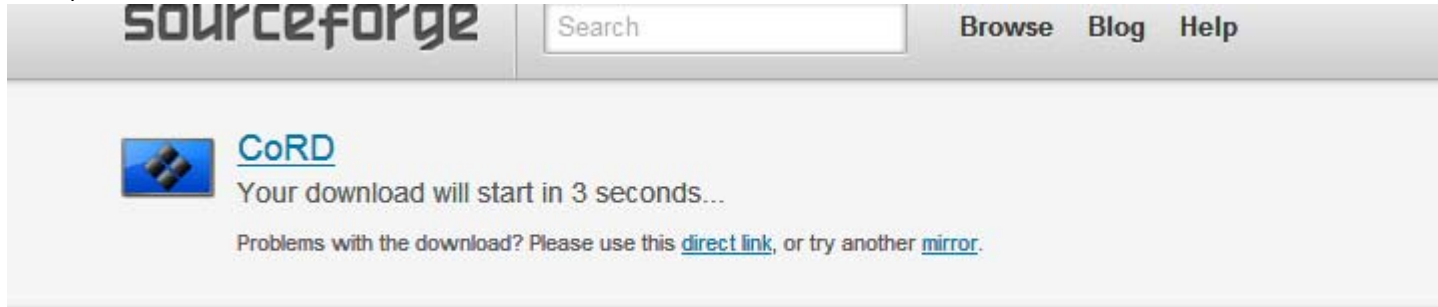 sourceforge Search Browse Blog Help
CoRD
Your download will start in 3 seconds...
Problems with the download? Please use this direct link, or try another mirror.